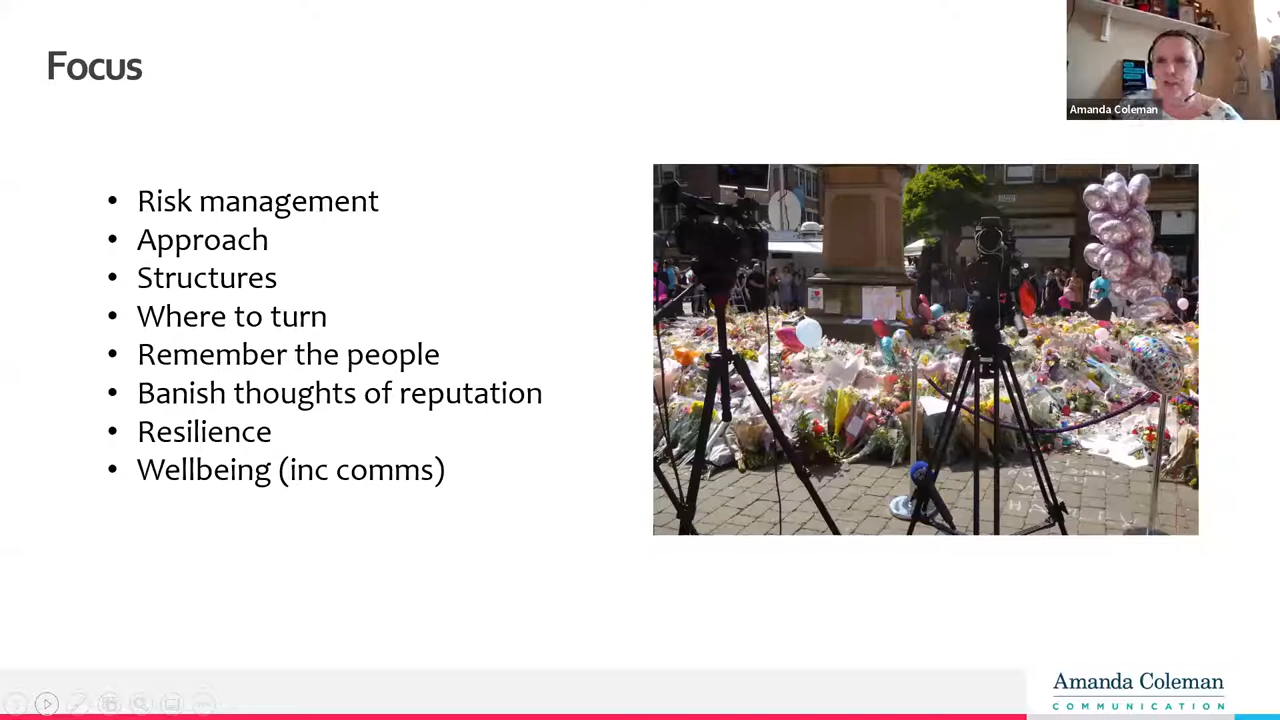 Focus
Amanda Coleman
• Risk management
• Approach
• Structures
• Where to turn
• Remember the people
• Banish thoughts of reputation
• Resilience
• Wellbeing (inc comms)
Amanda Coleman
COMMUNICATION